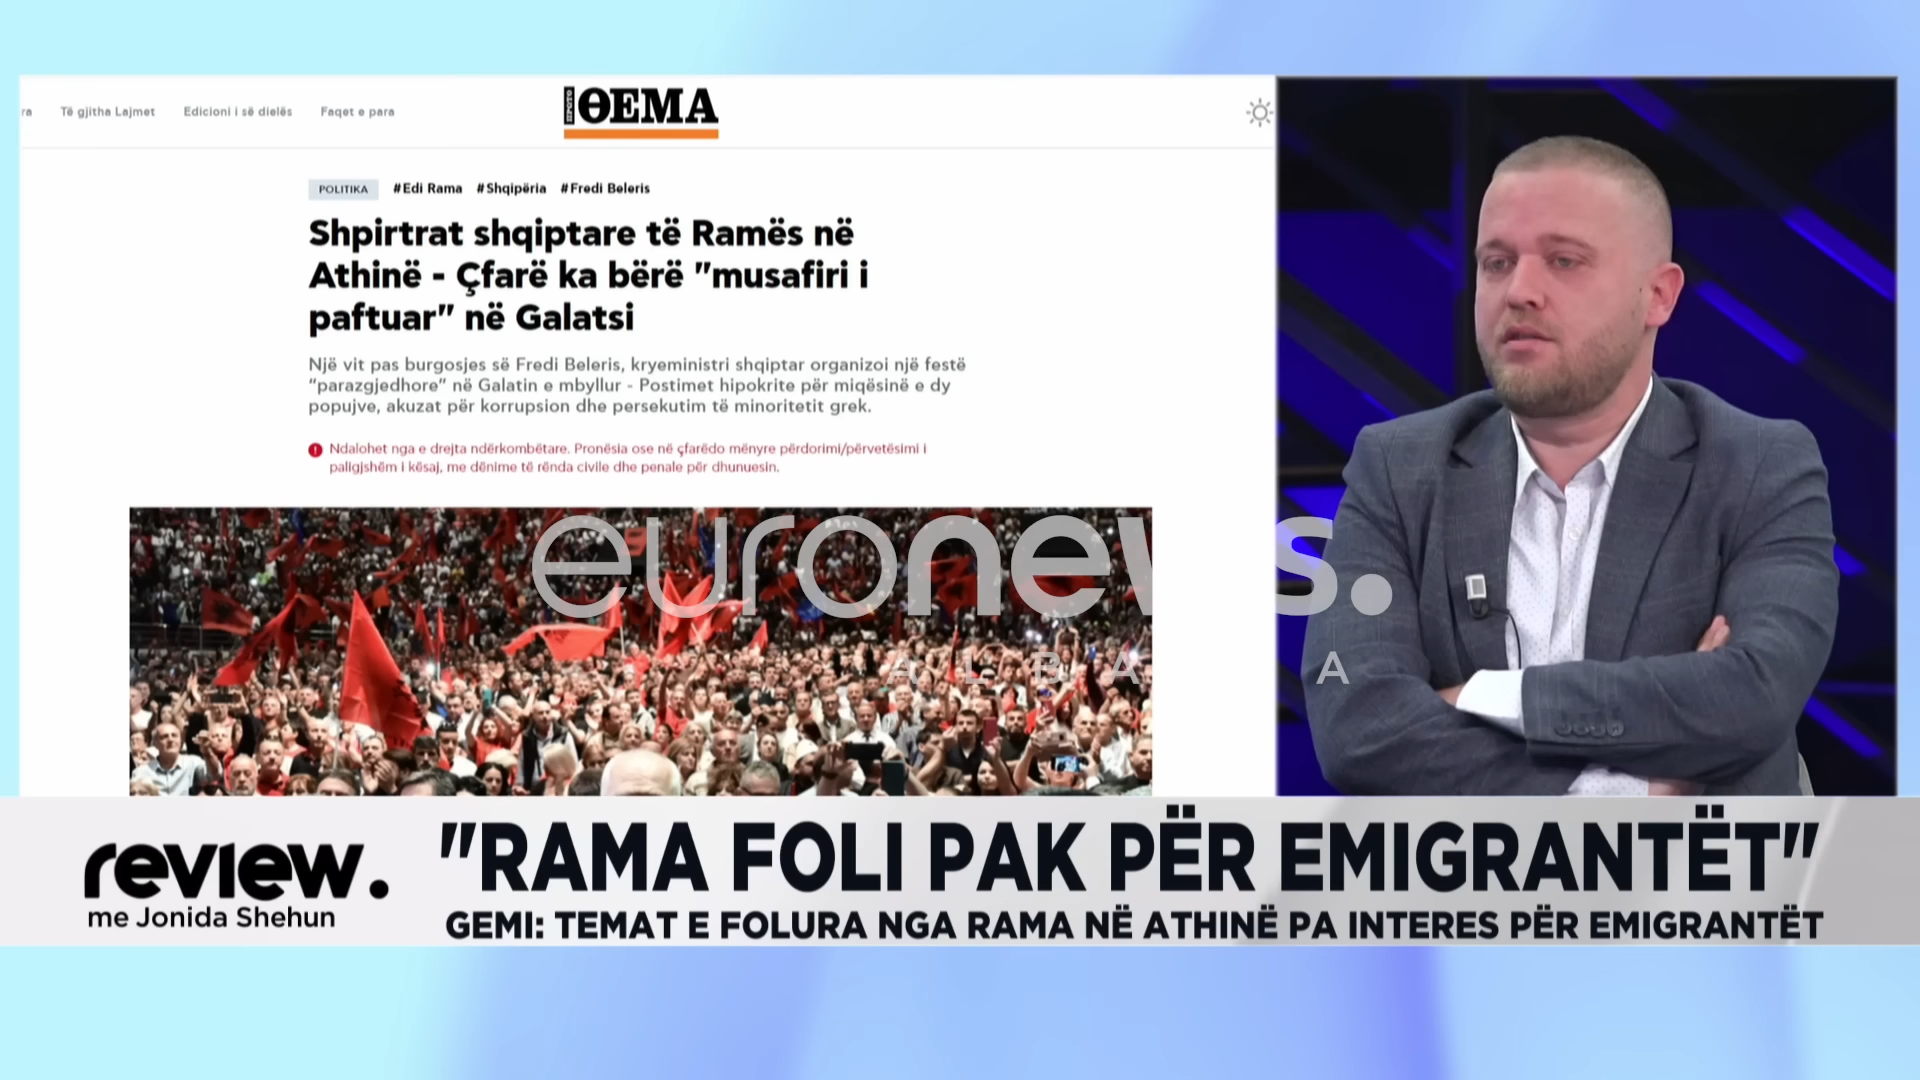 ra Të gjitha Lajmet Edicioni i së dielës Faqet e para
ΠΡΩΤΟ ΘΕΜΑ
POLITIKA #Edi Rama #Shqipëria #Fredi Beleris
Shpirtrat shqiptare të Ramës në
Athinë - Çfarë ka bërë "musafiri i
paftuar" në Galatsi
Një vit pas burgosjes së Fredi Beleris, kryeministri shqiptar organizoi një festë
"parazgjedhore" në Galatin e mbyllur - Postimet hipokrite për miqësinë e dy
popujve, akuzat për korrupsion dhe persekutim të minoritetit grek.
Ndalohet nga e drejta ndërkombëtare. Pronësia ose në çfarëdo mënyre përdorimi/përvetësimi i
paligjshëm i kësaj, me dënime të rënda civile dhe penale për dhunuesin.
euronews.
ALBA A
review.
me Jonida Shehun
"RAMA FOLI PAK PËR EMIGRANTËT"
GEMI: TEMAT E FOLURA NGA RAMA NË ATHINË PA INTERES PËR EMIGRANTËT